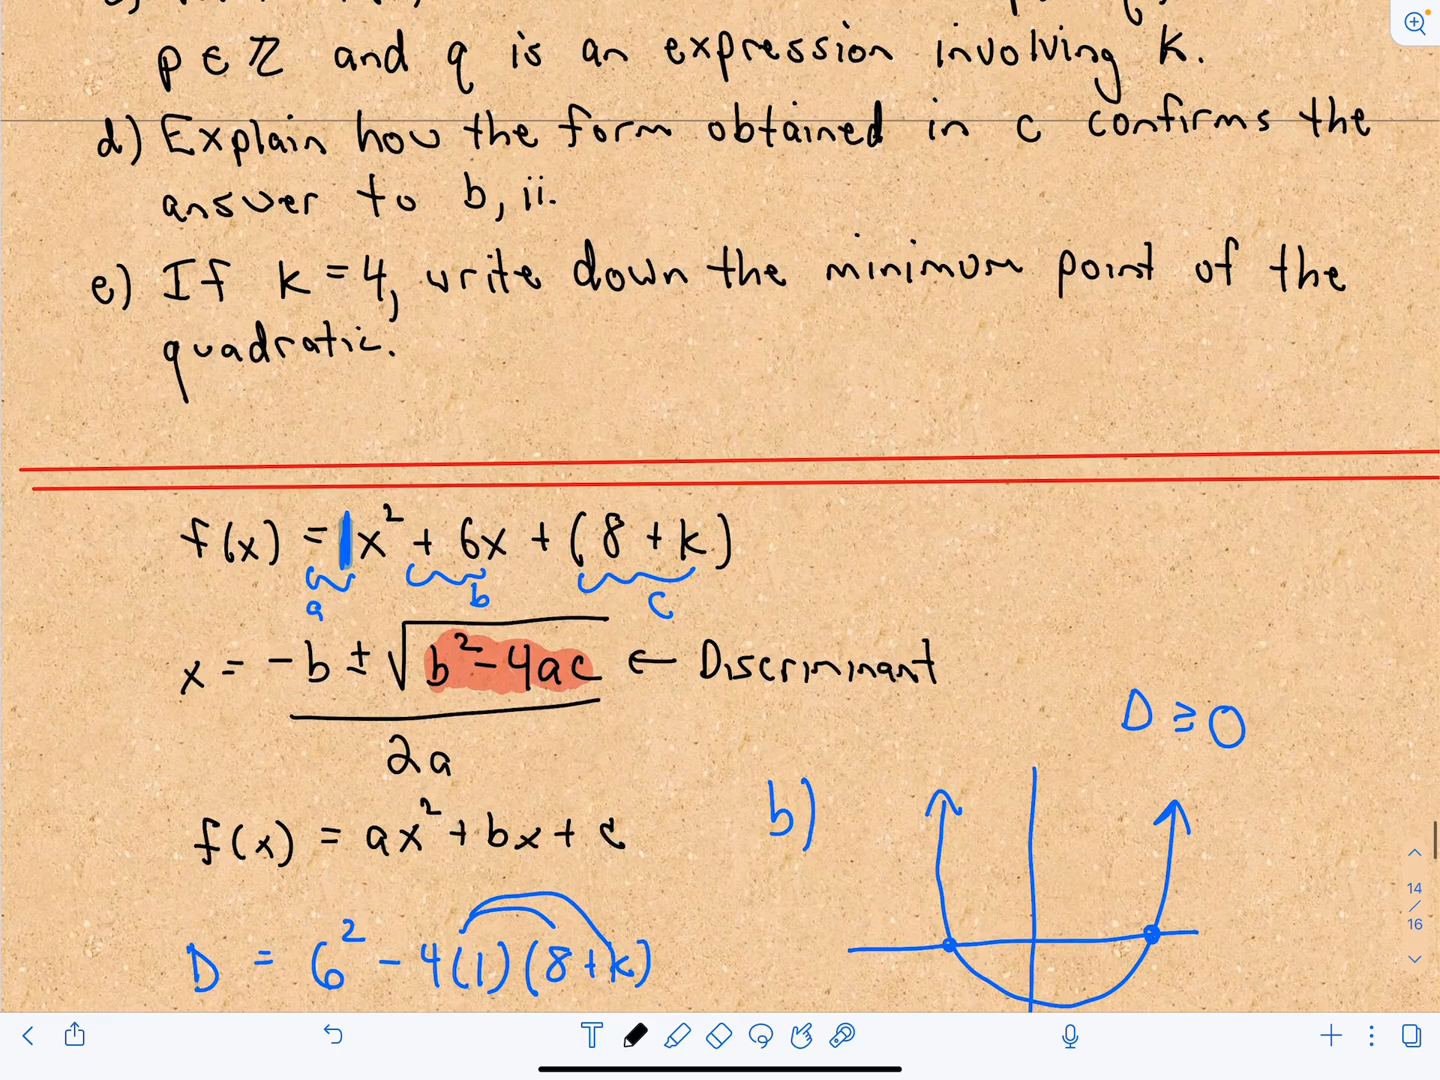 p ∈ ℤ and q is an expression involving k.
d) Explain how the form obtained in c confirms the
answer to b, ii.
e) If k = 4, write down the minimum point of the
quadratic.
f(x) = 1x² + 6x + (8 + k)
a b c
x = -b ± √b² - 4ac ← Discriminant
2a
D ≥ 0
b)
f(x) = ax² + bx + c
D = 6² - 4(1)(8 + k)
14
/
16
T